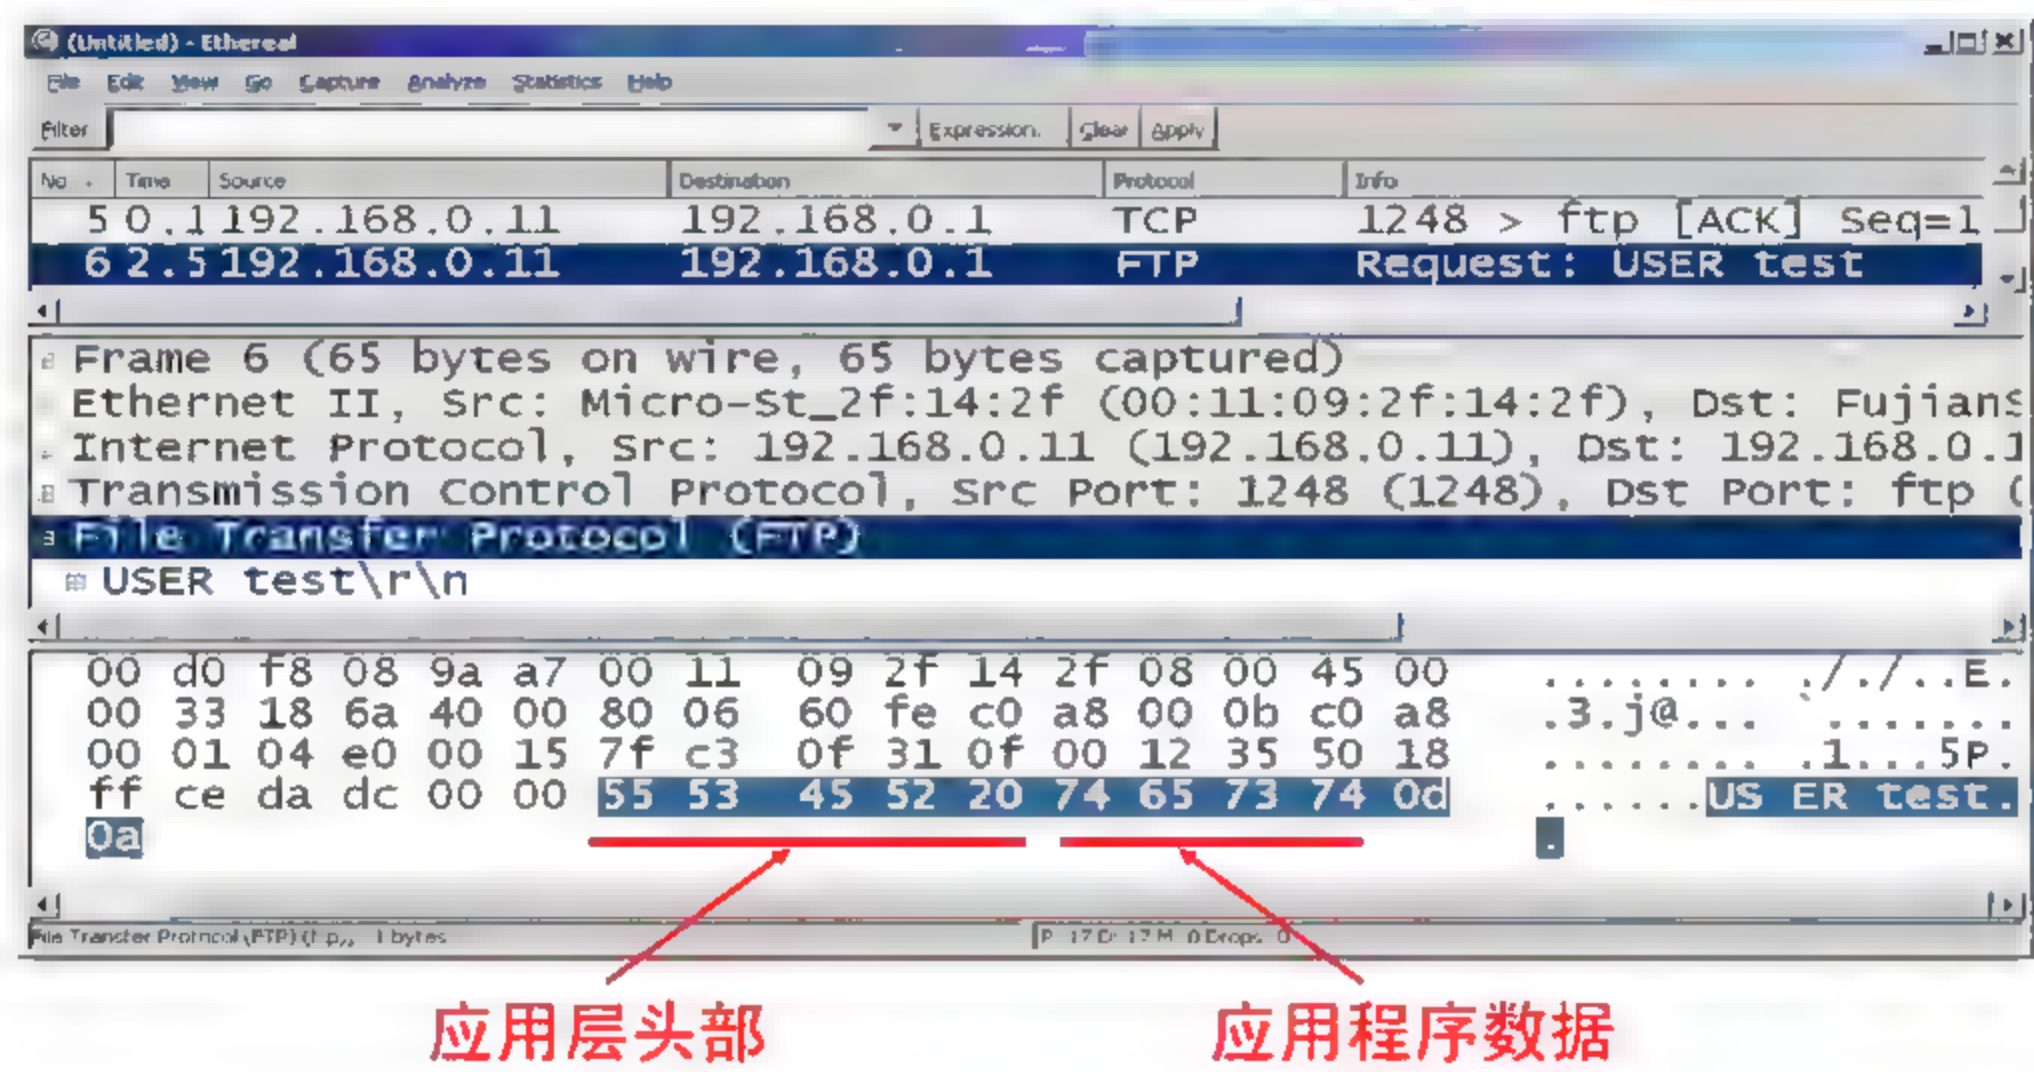 (Untitled) - Ethereal
File Edit View Go Capture Analyze Statistics Help
Filter Expression. Clear Apply
No . Time Source Destination Protocol Info
5 0.1 192.168.0.11 192.168.0.1 TCP 1248 > ftp [ACK] Seq=1
6 2.5 192.168.0.11 192.168.0.1 FTP Request: USER test
Frame 6 (65 bytes on wire, 65 bytes captured)
Ethernet II, Src: Micro-St_2f:14:2f (00:11:09:2f:14:2f), Dst: FujianS
Internet Protocol, Src: 192.168.0.11 (192.168.0.11), Dst: 192.168.0.1
Transmission Control Protocol, Src Port: 1248 (1248), Dst Port: ftp (
File Transfer Protocol (FTP)
USER test\r\n
00 d0 f8 08 9a a7 00 11 09 2f 14 2f 08 00 45 00 ........ ././..E.
00 33 18 6a 40 00 80 06 60 fe c0 a8 00 0b c0 a8 .3.j@... `.......
00 01 04 e0 00 15 7f c3 0f 31 0f 00 12 35 50 18 ........ .1...5P.
ff ce da dc 00 00 55 53 45 52 20 74 65 73 74 0d ......US ER test.
0a .
File Transfer Protocol (FTP) bytes P 17 D: 17 M 0 Drops 0
应用层头部 应用程序数据